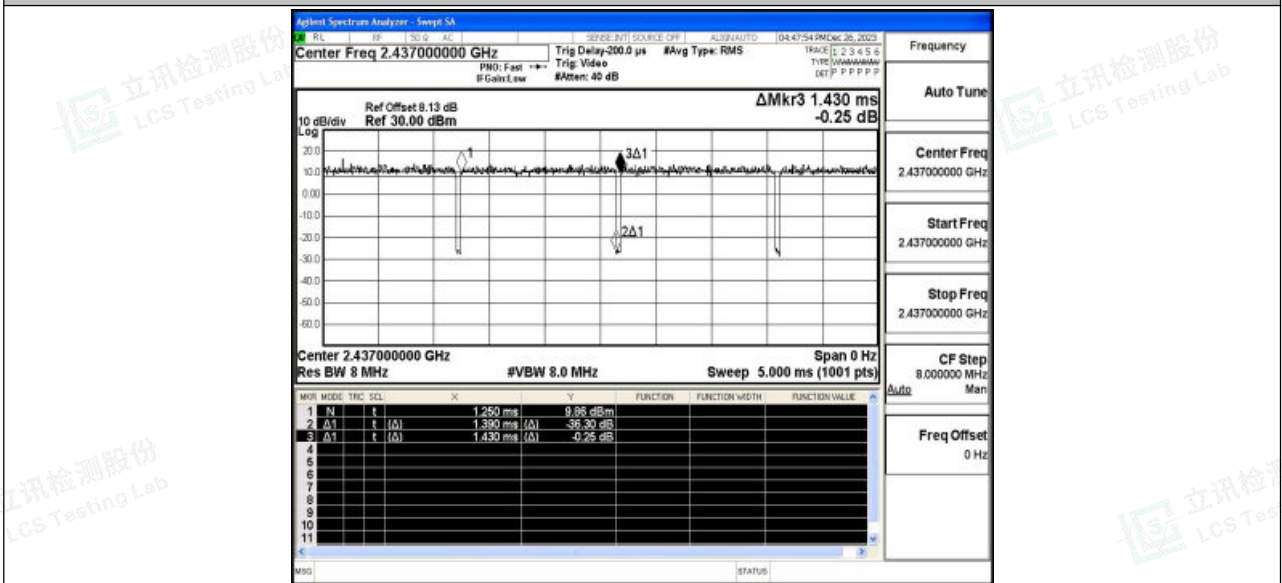 Agilent Spectrum Analyzer - Swept SA
RL RF 50 Ω AC SENSE:INT SOURCE OFF ALIGNAUTO 04:47:54 PM Dec 26, 2023
Center Freq 2.437000000 GHz
PNO: Fast
IFGain:Low
Trig Delay-200.0 µs
Trig: Video
#Atten: 40 dB
#Avg Type: RMS
TRACE 1 2 3 4 5 6
TYPE WWWWWW
DET P P P P P P
ΔMkr3 1.430 ms
-0.25 dB
Ref Offset 8.13 dB
10 dB/div Ref 30.00 dBm
Log
20.0
10.0
0.00
-10.0
-20.0
-30.0
-40.0
-50.0
-60.0
1
3Δ1
2Δ1
Center 2.437000000 GHz Span 0 Hz
Res BW 8 MHz #VBW 8.0 MHz Sweep 5.000 ms (1001 pts)
MKR MODE TRC SCL X Y FUNCTION FUNCTION WIDTH FUNCTION VALUE
1 N t 1.250 ms 9.96 dBm
2 Δ1 t (Δ) 1.390 ms (Δ) -36.30 dB
3 Δ1 t (Δ) 1.430 ms (Δ) -0.25 dB
4
5
6
7
8
9
10
11
MSG STATUS
Frequency
Auto Tune
Center Freq
2.437000000 GHz
Start Freq
2.437000000 GHz
Stop Freq
2.437000000 GHz
CF Step
8.000000 MHz
Auto Man
Freq Offset
0 Hz
立讯检测股份
LCS Testing Lab
立讯检测股份
LCS Testing Lab
立讯检测股份
LCS Testing Lab
立讯检
LCS Tes